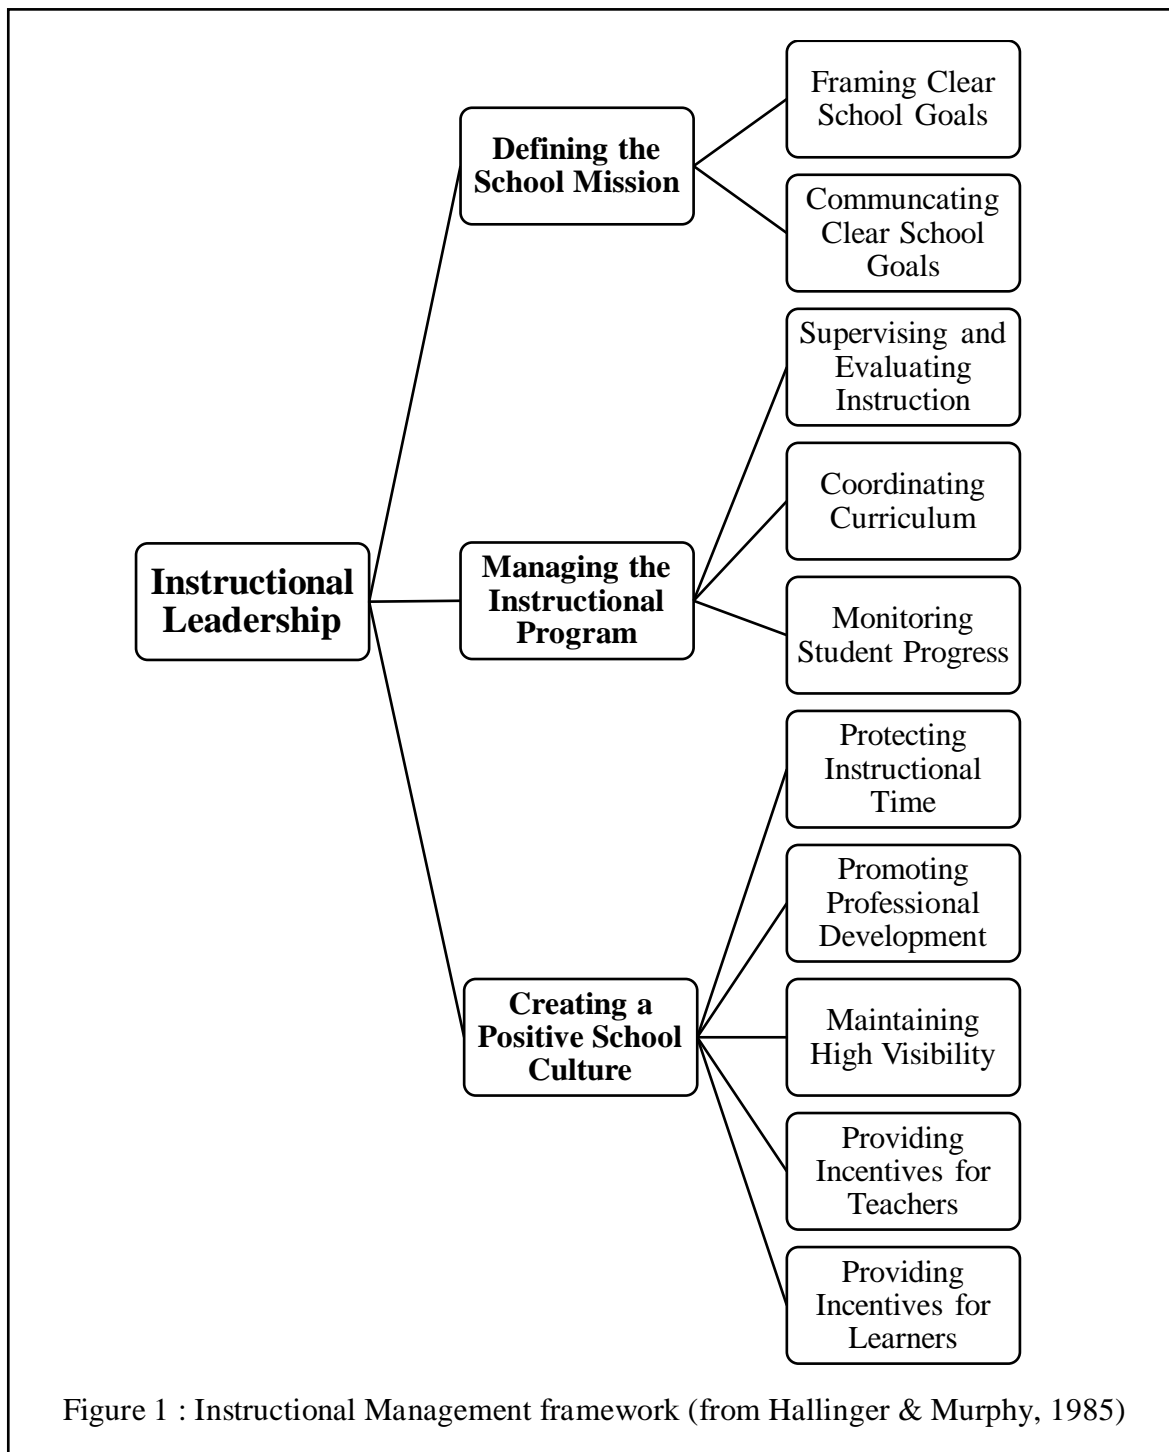 Framing Clear
School Goals
Defining the
School Mission
Communcating
Clear School
Goals
Supervising and
Evaluating
Instruction
Coordinating
Curriculum
Instructional
Leadership
Managing the
Instructional
Program
Monitoring
Student Progress
Protecting
Instructional
Time
Promoting
Professional
Development
Creating a
Positive School
Culture
Maintaining
High Visibility
Providing
Incentives for
Teachers
Providing
Incentives for
Learners
Figure 1 : Instructional Management framework (from Hallinger & Murphy, 1985)